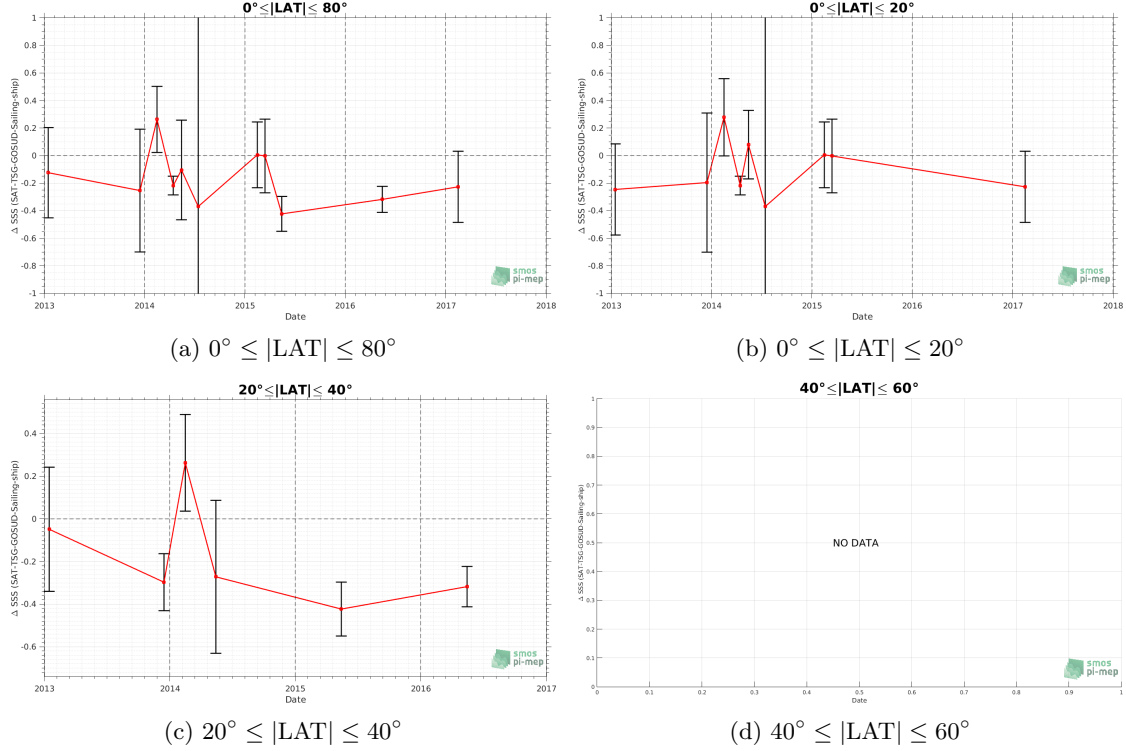 0°≤|LAT|≤ 80°
1
0.8
0.6
0.4
0.2
0
-0.2
-0.4
-0.6
-0.8
-1
Δ SSS (SAT-TSG-GOSUD-Sailing-ship)
2013 2014 2015 2016 2017 2018
Date
smos
pi-mep
(a) 0° ≤ |LAT| ≤ 80°
0°≤|LAT|≤ 20°
1
0.8
0.6
0.4
0.2
0
-0.2
-0.4
-0.6
-0.8
-1
Δ SSS (SAT-TSG-GOSUD-Sailing-ship)
2013 2014 2015 2016 2017 2018
Date
smos
pi-mep
(b) 0° ≤ |LAT| ≤ 20°
20°≤|LAT|≤ 40°
0.4
0.2
0
-0.2
-0.4
-0.6
Δ SSS (SAT-TSG-GOSUD-Sailing-ship)
2013 2014 2015 2016 2017
Date
smos
pi-mep
(c) 20° ≤ |LAT| ≤ 40°
40°≤|LAT|≤ 60°
1
0.9
0.8
0.7
0.6
0.5
0.4
0.3
0.2
0.1
0
Δ SSS (SAT-TSG-GOSUD-Sailing-ship)
NO DATA
0 0.1 0.2 0.3 0.4 0.5 0.6 0.7 0.8 0.9 1
Date
smos
pi-mep
(d) 40° ≤ |LAT| ≤ 60°